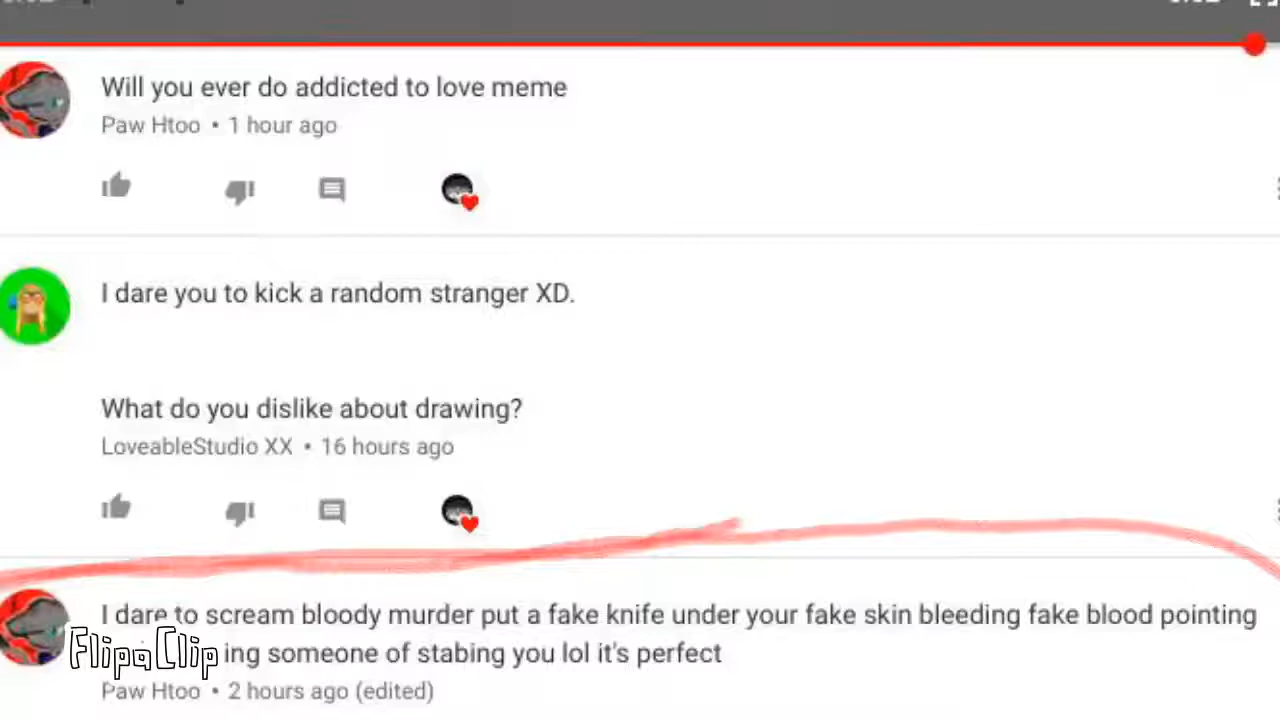 Will you ever do addicted to love meme
Paw Htoo • 1 hour ago
I dare you to kick a random stranger XD.
What do you dislike about drawing?
LoveableStudio XX • 16 hours ago
I dare to scream bloody murder put a fake knife under your fake skin bleeding fake blood pointing
ing someone of stabing you lol it's perfect
FlipaClip
Paw Htoo • 2 hours ago (edited)